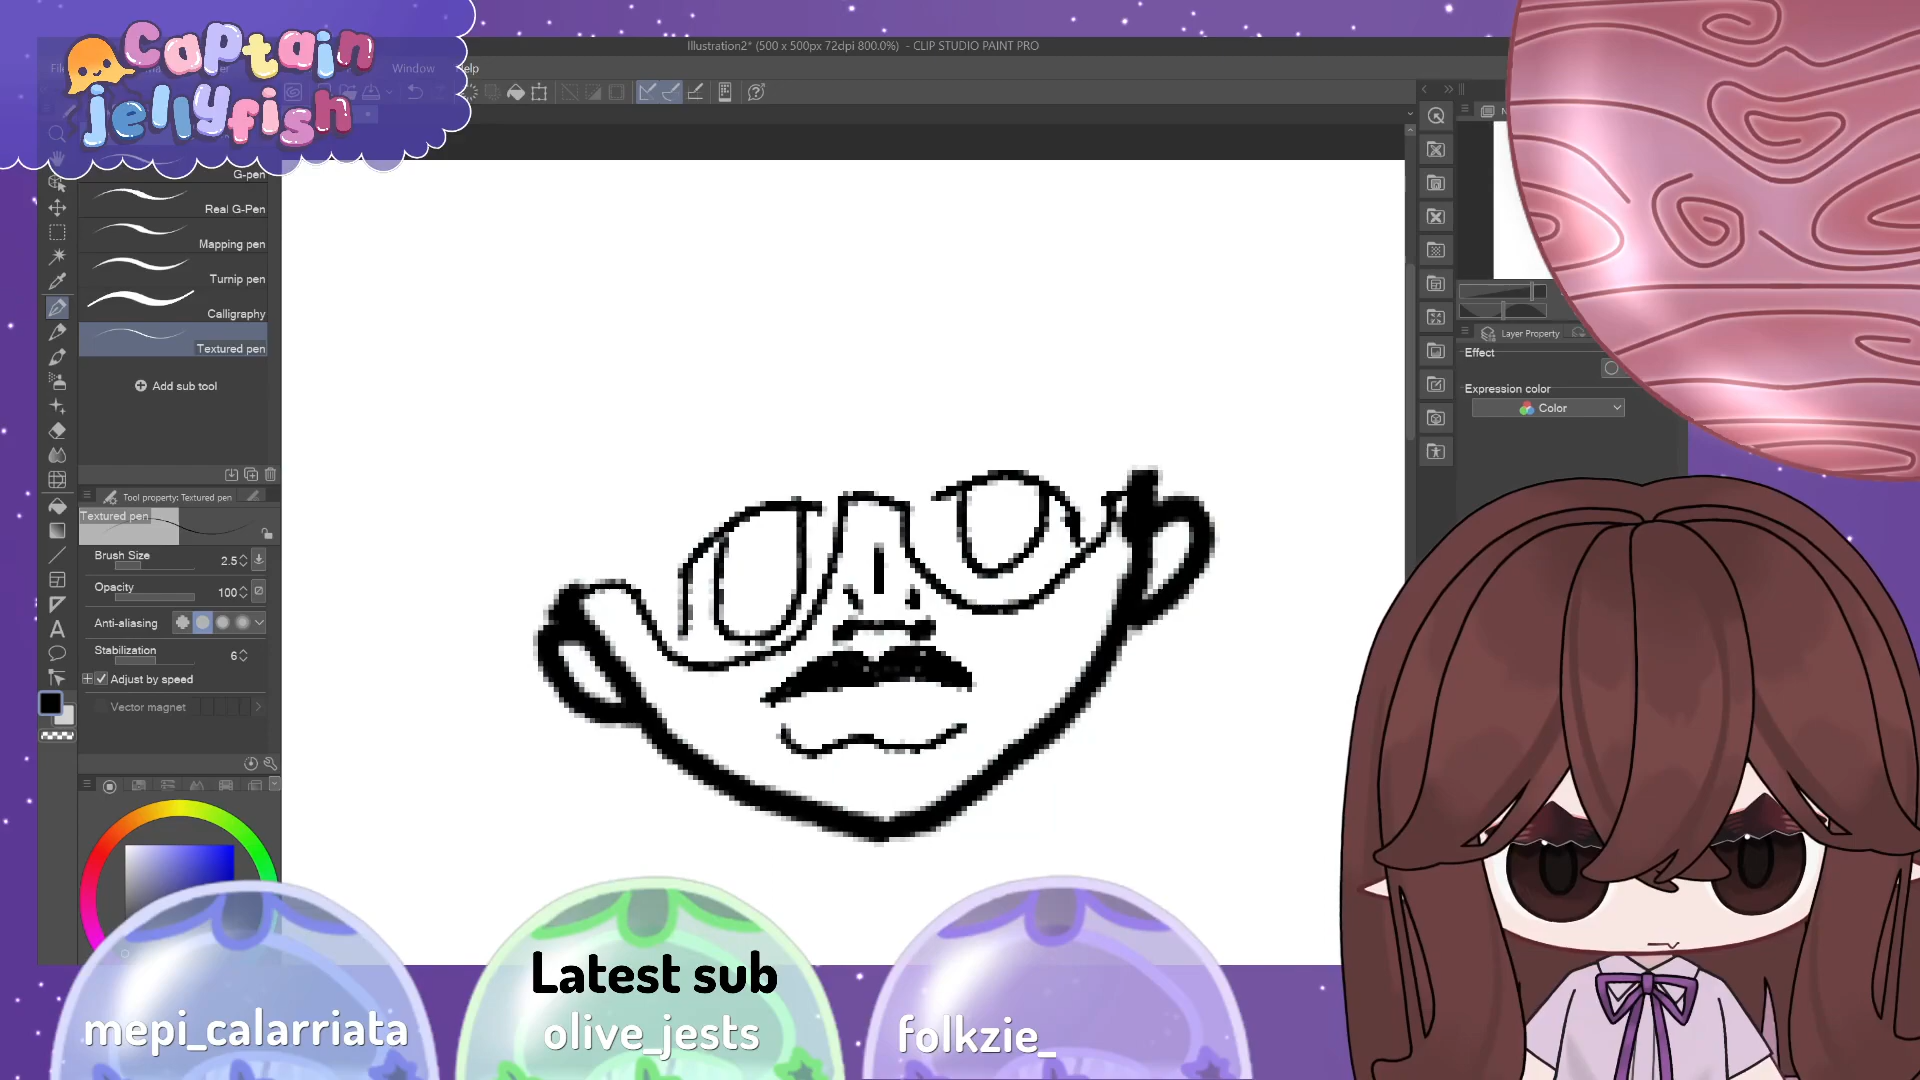 Captain
jellyfish
Illustration2* (500 x 500px 72dpi 800.0%) - CLIP STUDIO PAINT PRO
Window
G-pen
Real G-Pen
Mapping pen
Turnip pen
Calligraphy
Textured pen
Add sub tool
Tool property: Textured pen
Textured pen
Brush Size
2.5
Opacity
100
Anti-aliasing
Stabilization
6
Adjust by speed
Vector magnet
Layer Property
Effect
Expression color
Color
mepi_calarriata
Latest sub
olive_jests
folkzie_